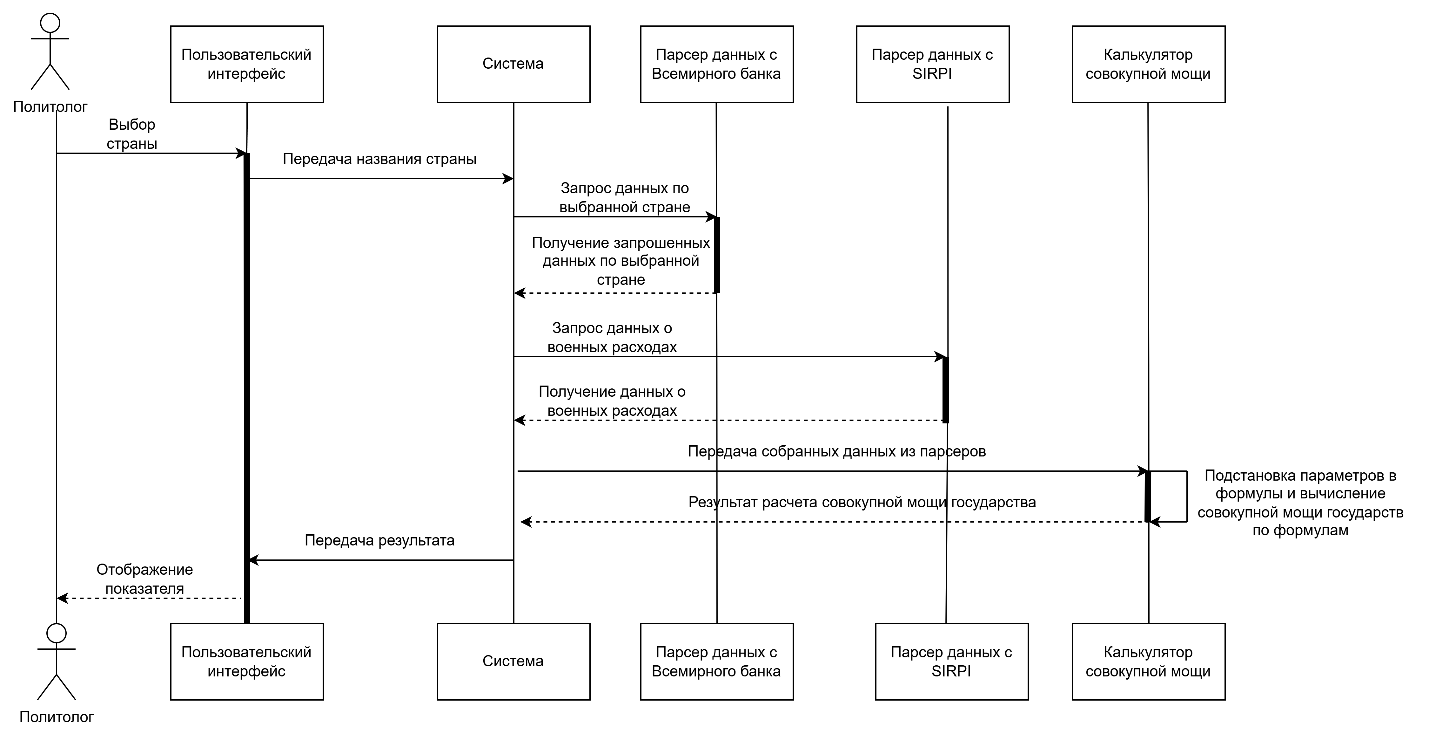 Политолог
Пользовательский
интерфейс
Система
Парсер данных с
Всемирного банка
Парсер данных с
SIRPI
Калькулятор
совокупной мощи
Выбор
страны
Передача названия страны
Запрос данных по
выбранной стране
Получение запрошенных
данных по выбранной
стране
Запрос данных о
военных расходах
Получение данных о
военных расходах
Передача собранных данных из парсеров
Подстановка параметров в
формулы и вычисление
совокупной мощи государств
по формулам
Результат расчета совокупной мощи государства
Передача результата
Отображение
показателя
Политолог
Пользовательский
интерфейс
Система
Парсер данных с
Всемирного банка
Парсер данных с
SIRPI
Калькулятор
совокупной мощи